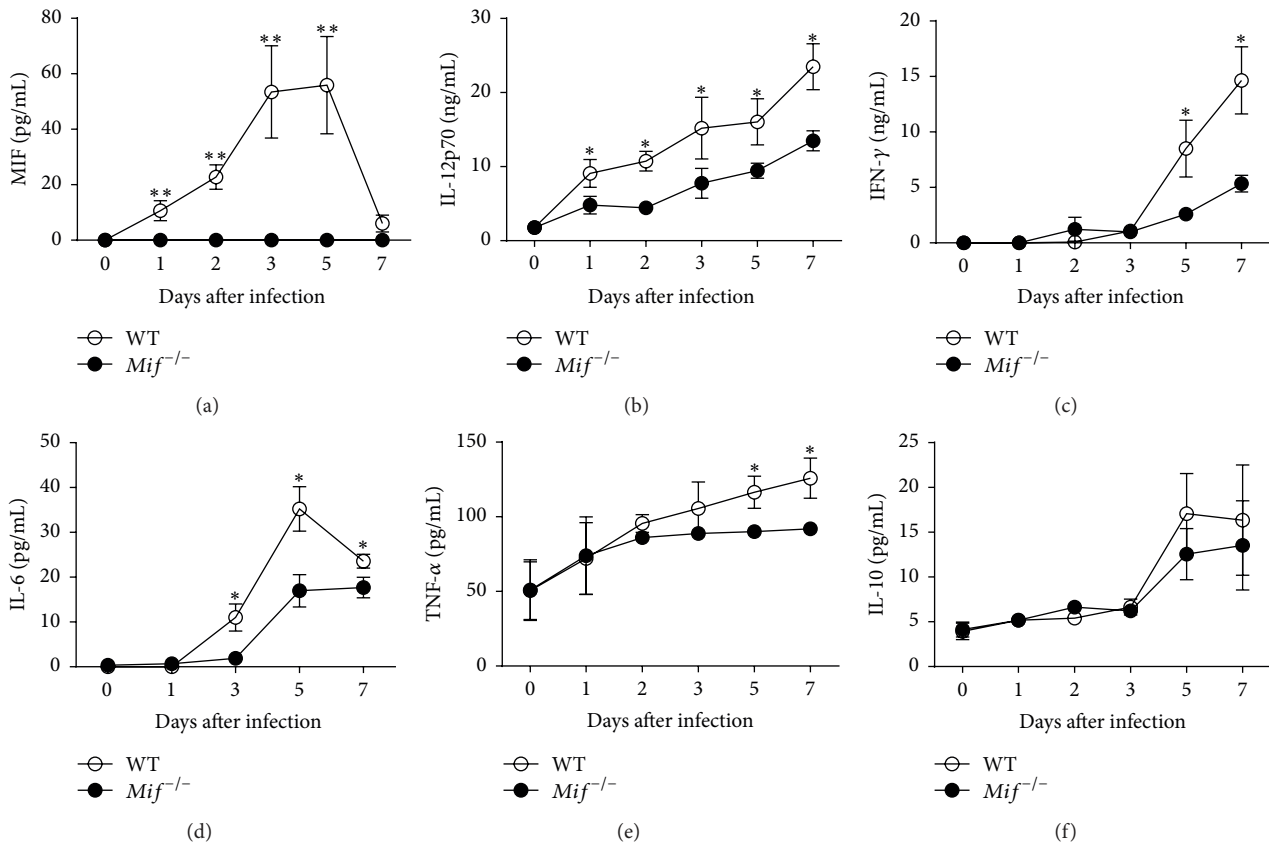 80
60
40
20
0
MIF (pg/mL)
** ** ** **
0 1 2 3 5 7
Days after infection
WT
Mif−/−
(a)
30
20
10
0
IL-12p70 (ng/mL)
* * * * *
0 1 2 3 5 7
Days after infection
WT
Mif−/−
(b)
20
15
10
5
0
IFN-γ (ng/mL)
* *
0 1 2 3 5 7
Days after infection
WT
Mif−/−
(c)
50
40
30
20
10
0
IL-6 (pg/mL)
* * *
0 1 3 5 7
Days after infection
WT
Mif−/−
(d)
150
100
50
0
TNF-α (pg/mL)
* *
0 1 2 3 5 7
Days after infection
WT
Mif−/−
(e)
25
20
15
10
5
0
IL-10 (pg/mL)
0 1 2 3 5 7
Days after infection
WT
Mif−/−
(f)